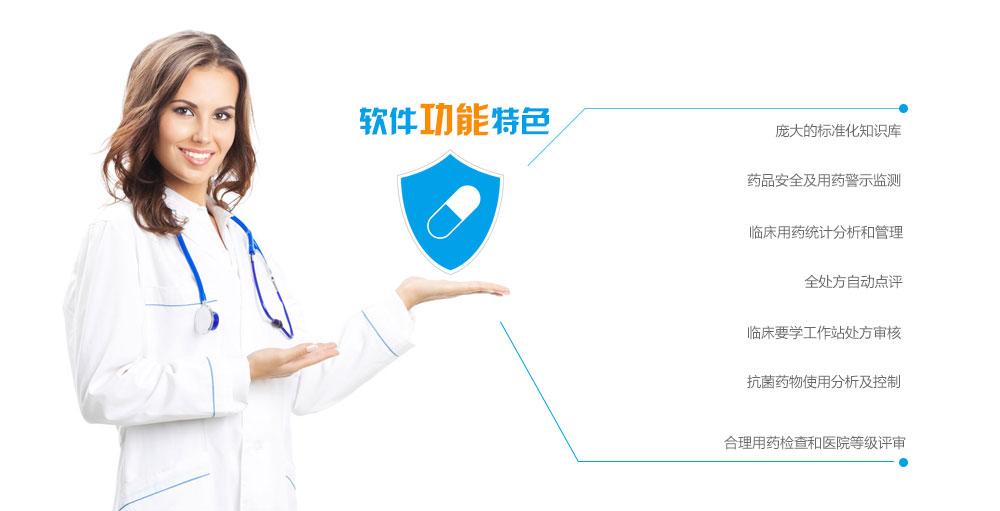 软件功能特色
庞大的标准化知识库
药品安全及用药警示监测
临床用药统计分析和管理
全处方自动点评
临床要学工作站处方审核
抗菌药物使用分析及控制
合理用药检查和医院等级评审